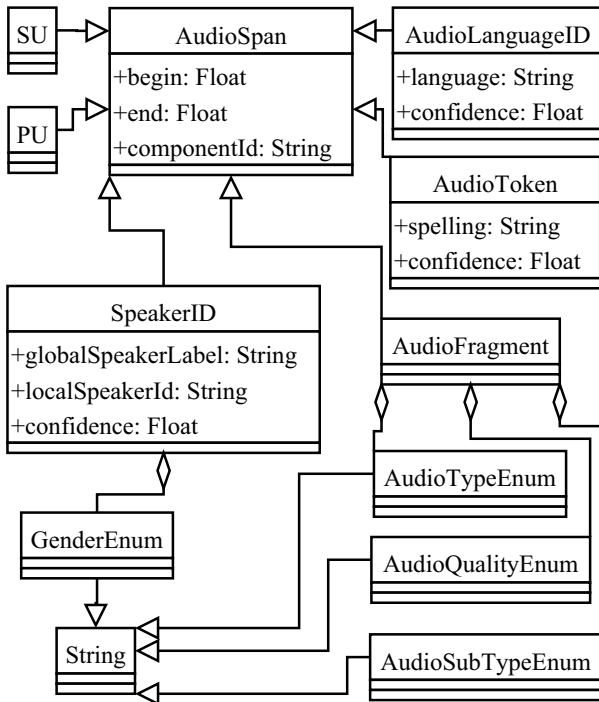 SU
AudioSpan
+begin: Float
+end: Float
+componentId: String
AudioLanguageID
+language: String
+confidence: Float
PU
AudioToken
+spelling: String
+confidence: Float
SpeakerID
+globalSpeakerLabel: String
+localSpeakerId: String
+confidence: Float
AudioFragment
AudioTypeEnum
GenderEnum
AudioQualityEnum
String
AudioSubTypeEnum